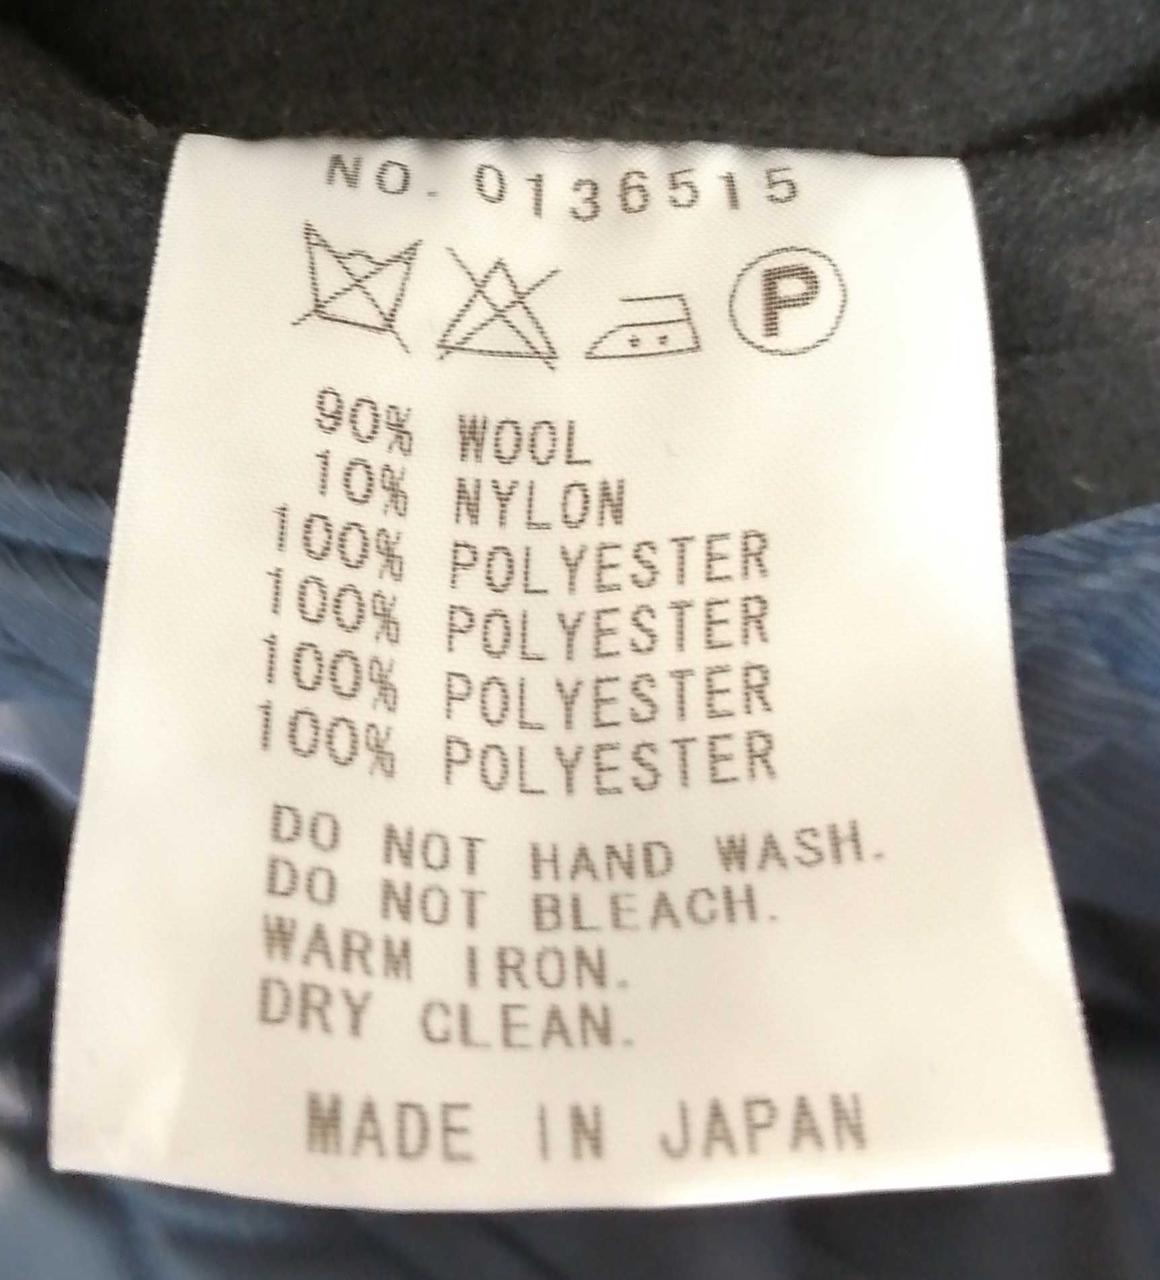 NO. 0136515
P
90% WOOL
10% NYLON
100% POLYESTER
100% POLYESTER
100% POLYESTER
100% POLYESTER
DO NOT HAND WASH.
DO NOT BLEACH.
WARM IRON.
DRY CLEAN.
MADE IN JAPAN